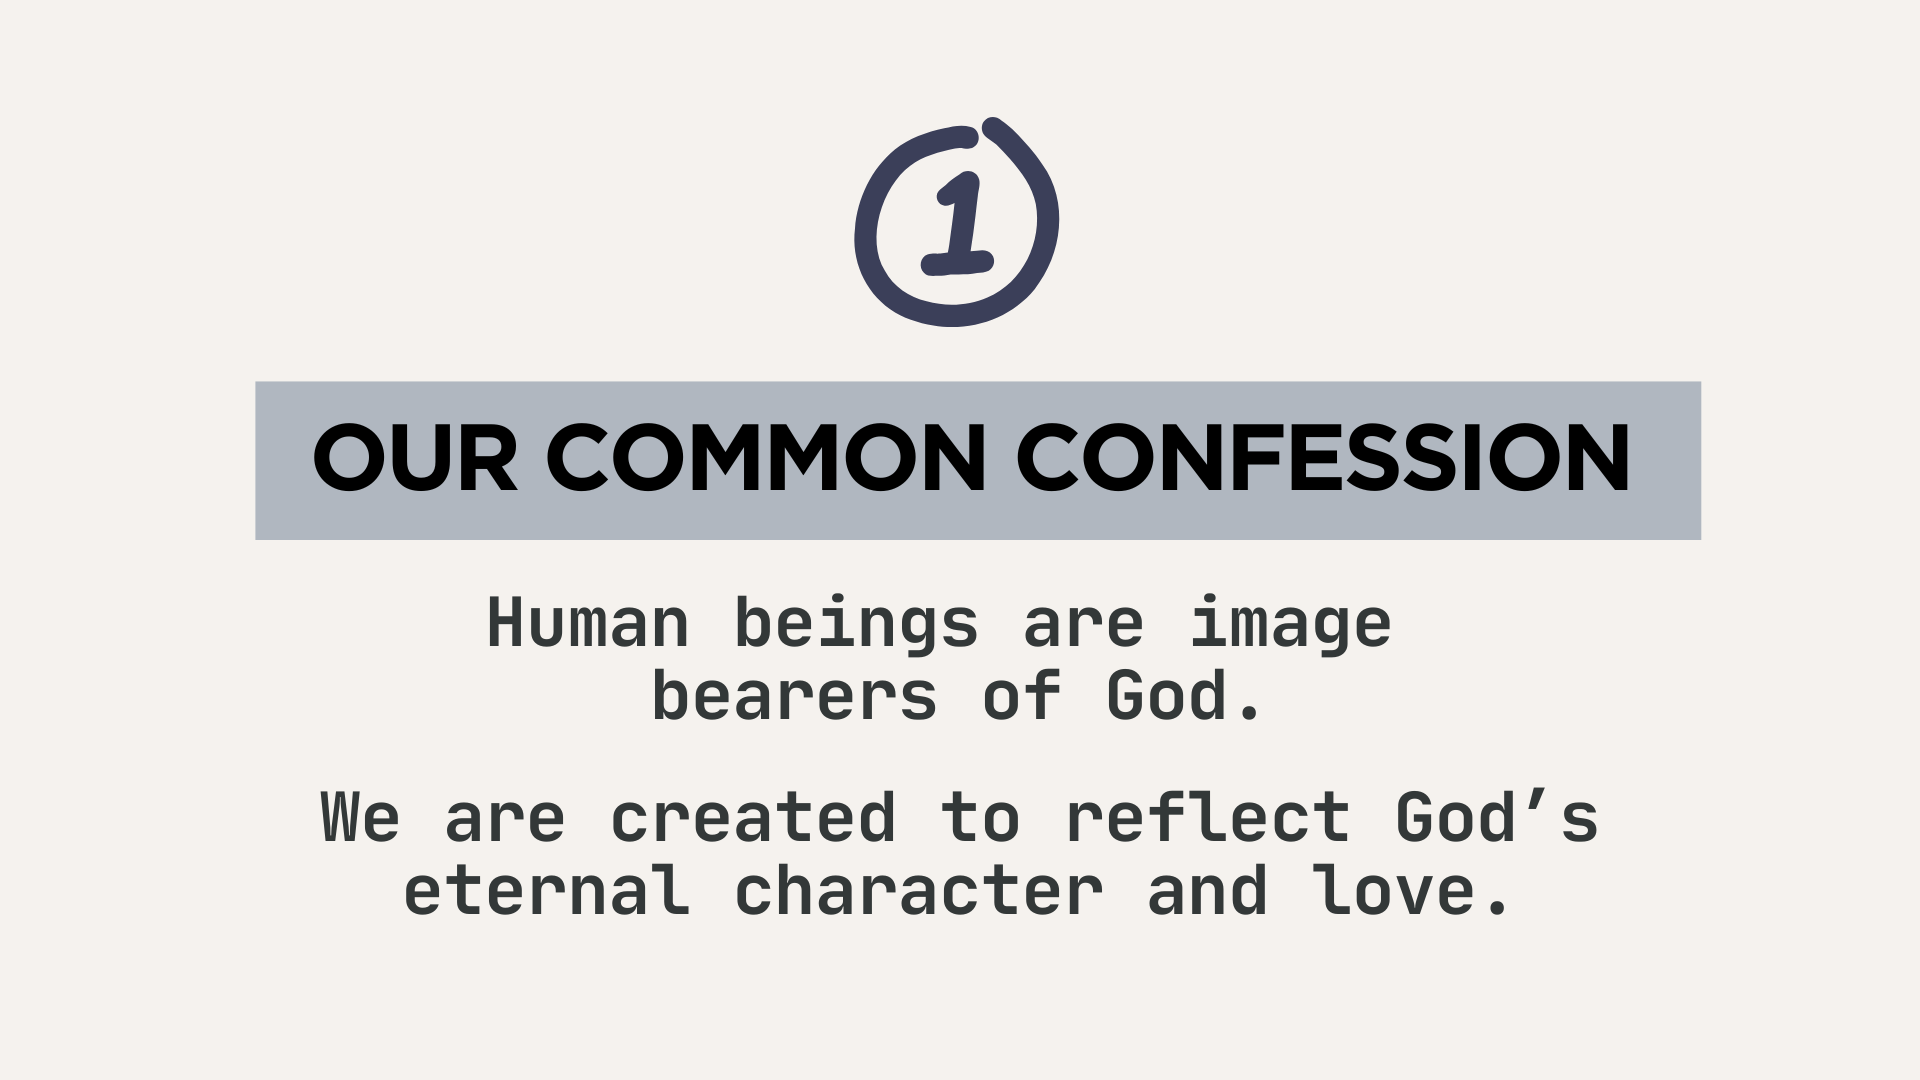 1
OUR COMMON CONFESSION
Human beings are image
bearers of God.
We are created to reflect God’s
eternal character and love.